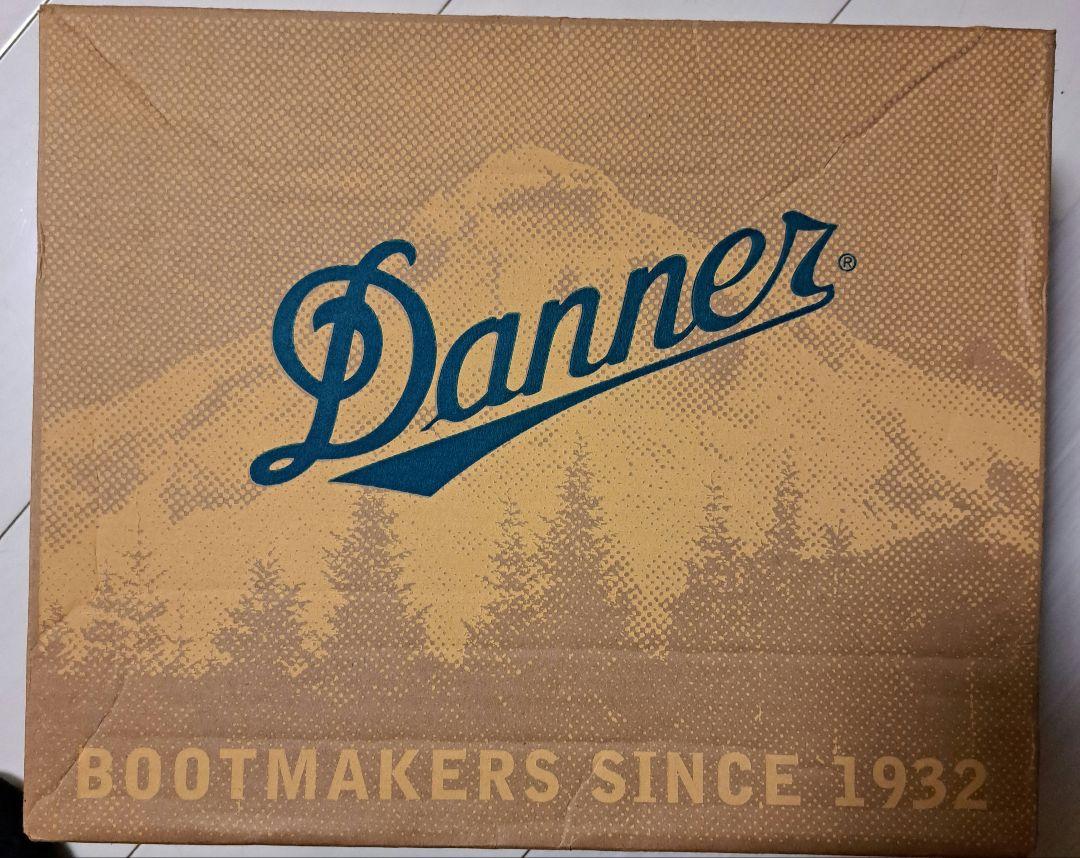 Danner®
BOOTMAKERS SINCE 1932